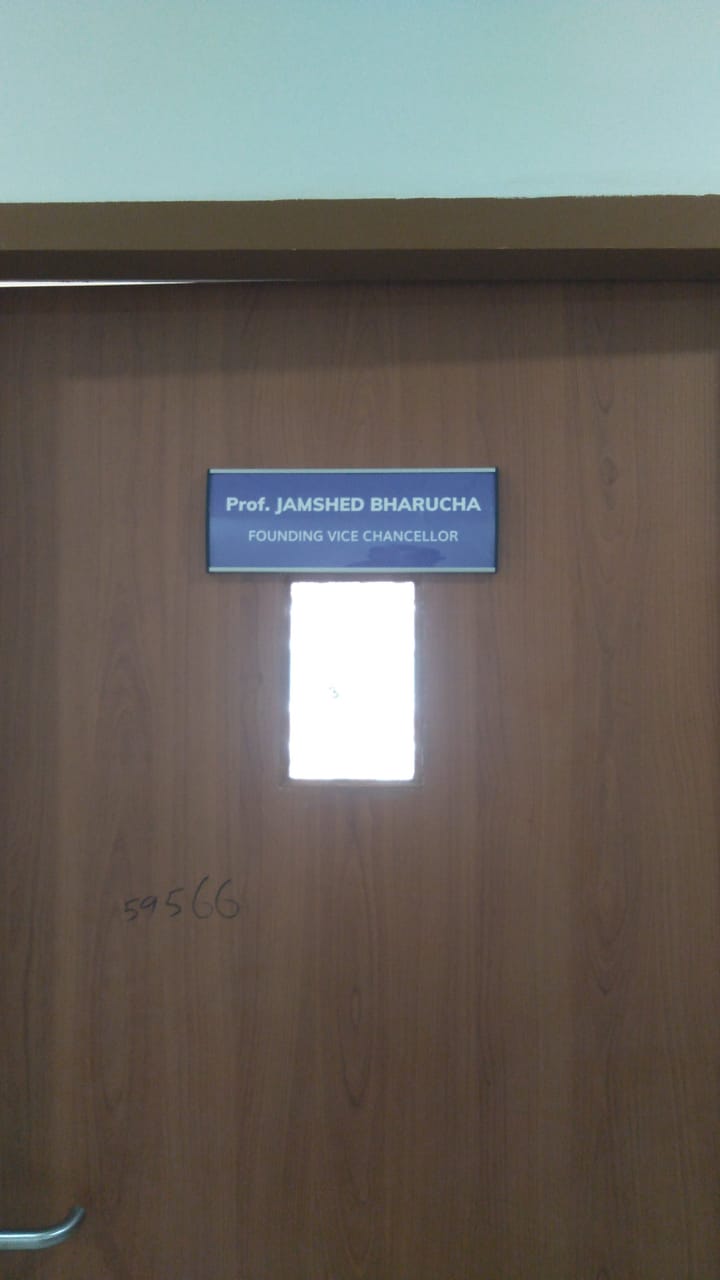 Prof. JAMSHED BHARUCHA
FOUNDING VICE CHANCELLOR
59566